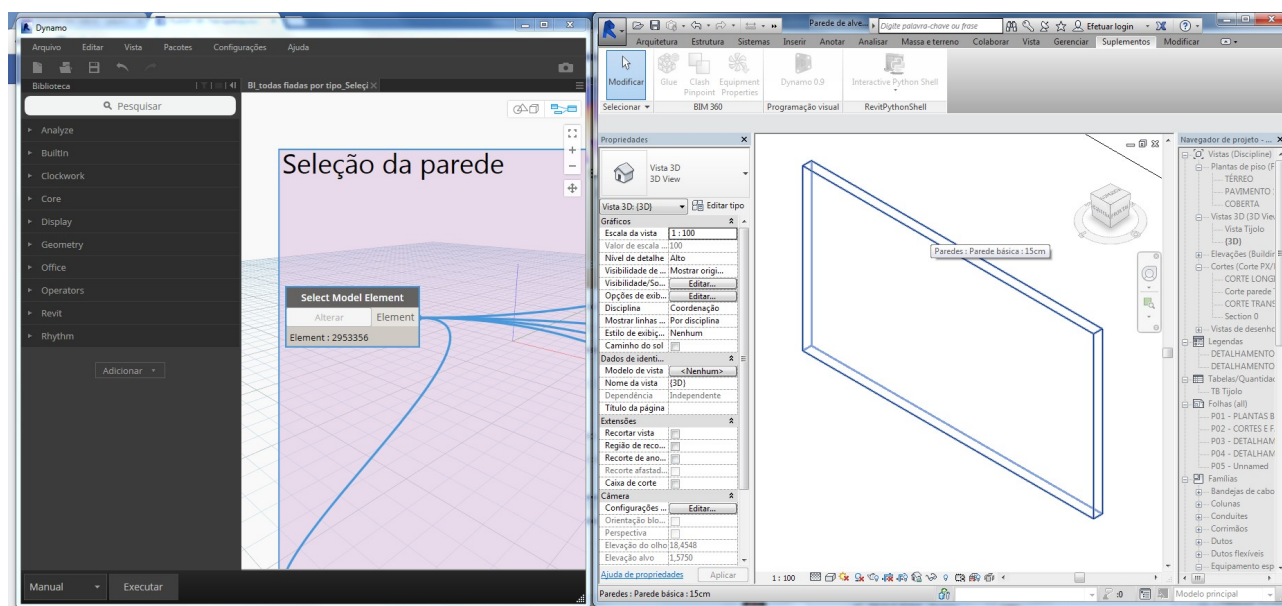 Dynamo
Arquivo Editar Vista Pacotes Configurações Ajuda
Biblioteca
BI_todas fiadas por tipo_Seleçi
Pesquisar
Analyze
BuiltIn
Clockwork
Core
Display
Geometry
Office
Operators
Revit
Rhythm
Adicionar
Seleção da parede
Select Model Element
Alterar Element
Element : 2953356
Manual Executar
Parede de alve...
Digite palavra-chave ou frase
Efetuar login
Arquitetura Estrutura Sistemas Inserir Anotar Analisar Massa e terreno Colaborar Vista Gerenciar Suplementos Modificar
Modificar
Glue
Clash Pinpoint
Equipment Properties
Dynamo 0.9
Interactive Python Shell
Selecionar
BIM 360
Programação visual
RevitPythonShell
Propriedades
Vista 3D
3D View
Vista 3D: {3D}
Editar tipo
Gráficos
Escala da vista 1 : 100
Valor de escala ... 100
Nível de detalhe Alto
Visibilidade de ... Mostrar origi...
Visibilidade/So... Editar...
Opções de exib... Editar...
Disciplina Coordenação
Mostrar linhas ... Por disciplina
Estilo de exibiç... Nenhum
Caminho do sol
Dados de identi...
Modelo de vista <Nenhum>
Nome da vista {3D}
Dependência Independente
Título da página
Extensões
Recortar vista
Região de reco...
Recorte de ano...
Recorte afastad...
Caixa de corte
Câmera
Configurações ... Editar...
Orientação blo...
Perspectiva
Elevação do olho 18,4548
Elevação alvo 1,5750
Ajuda de propriedades
Aplicar
Paredes : Parede básica : 15cm
1 : 100
Navegador de projeto - ...
Vistas (Discipline)
Plantas de piso (F
TÉRREO
PAVIMENTO
COBERTA
Vistas 3D (3D Vie
Vista Tijolo
{3D}
Elevações (Buildir
Cortes (Corte PX/
CORTE LONGI
Corte parede
CORTE TRANS
Section 0
Vistas de desenho
Legendas
DETALHAMENTO
DETALHAMENTO
Tabelas/Quantidac
TB Tijolo
Folhas (all)
P01 - PLANTAS B
P02 - CORTES E F
P03 - DETALHAM
P04 - DETALHAM
P05 - Unnamed
Famílias
Bandejas de cabo
Colunas
Conduites
Corrimãos
Dutos
Dutos flexíveis
Equipamento esp
Paredes : Parede básica : 15cm
:0
Modelo principal